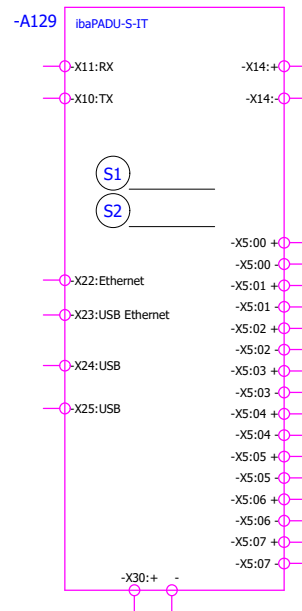 -A129 ibaPADU-S-IT
-X11:RX -X14:+
-X10:TX -X14:-
S1
S2
-X5:00 +
-X5:00 -
-X22:Ethernet -X5:01 +
-X5:01 -
-X23:USB Ethernet -X5:02 +
-X5:02 -
-X24:USB -X5:03 +
-X5:03 -
-X25:USB -X5:04 +
-X5:04 -
-X5:05 +
-X5:05 -
-X5:06 +
-X5:06 -
-X5:07 +
-X5:07 -
-X30:+ -